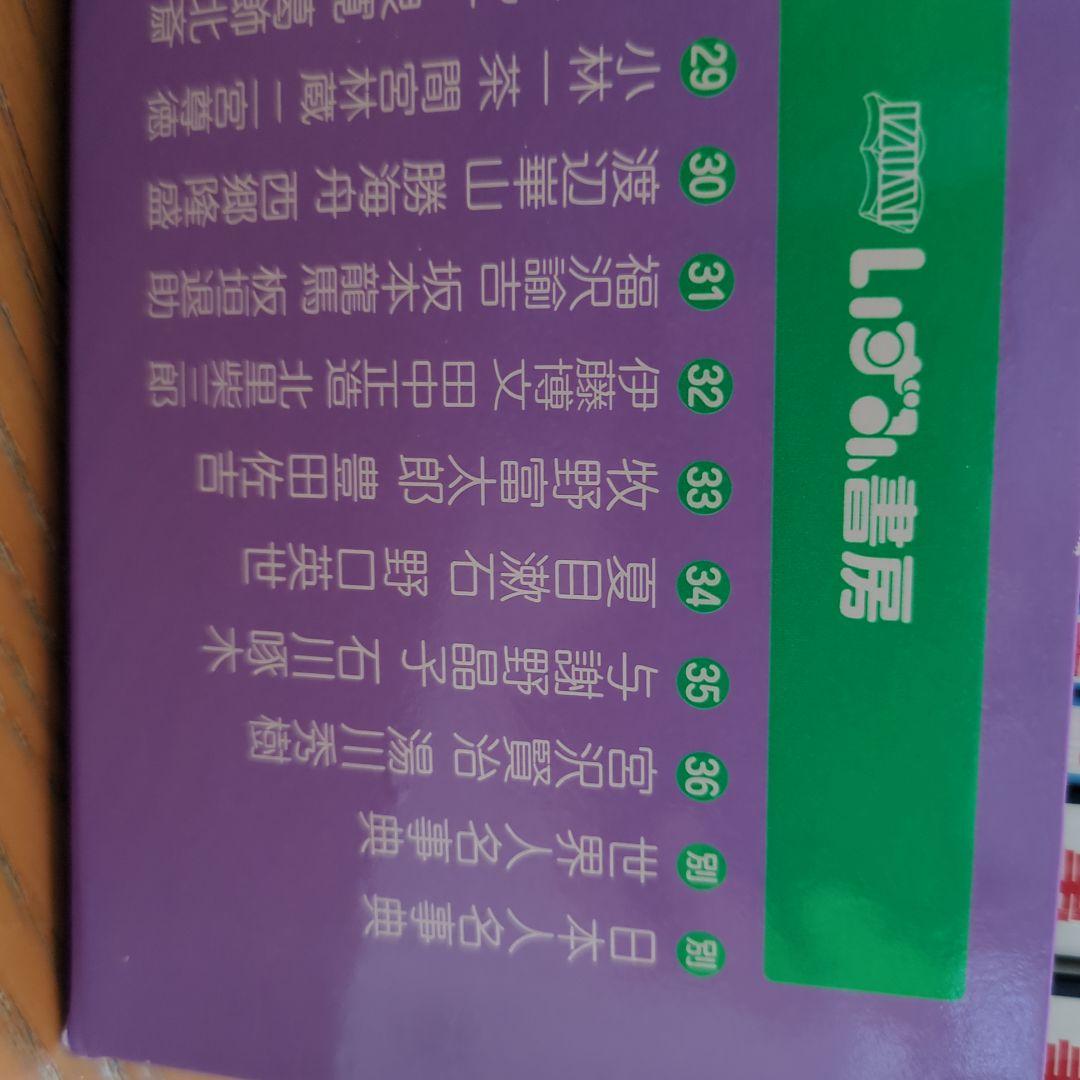 IZUMI
いずみ書房
葛飾北斎
29 小林一茶 間宮林蔵 二宮尊徳
30 渡辺崋山 勝海舟 西郷隆盛
31 福沢諭吉 坂本龍馬 板垣退助
32 伊藤博文 田中正造 北里柴三郎
33 牧野富太郎 豊田佐吉
34 夏目漱石 野口英世
35 与謝野晶子 石川啄木
36 宮沢賢治 湯川秀樹
別 世界人名事典
別 日本人名事典